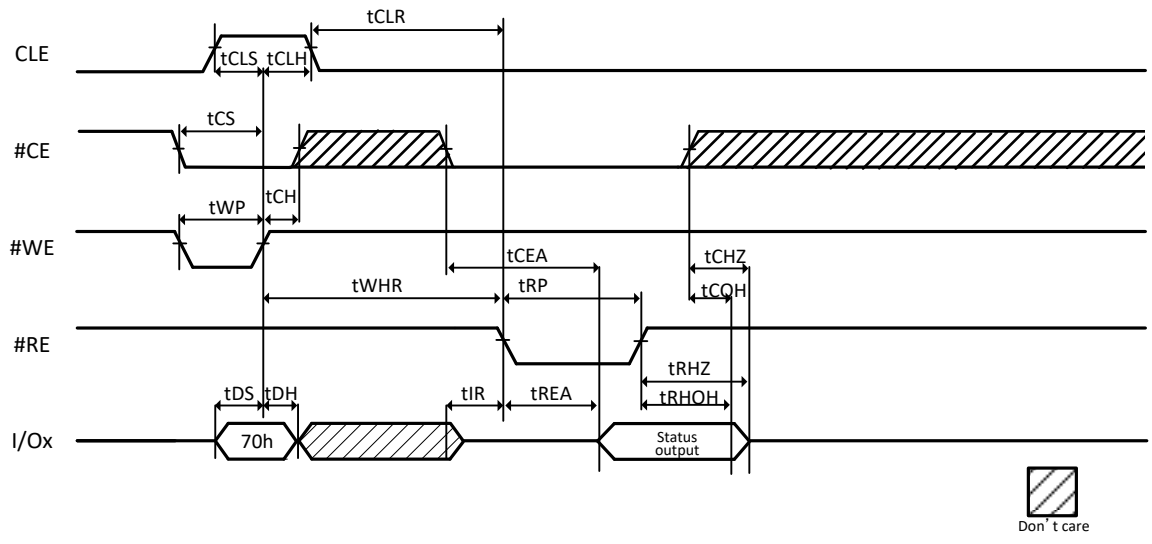 tCLR
CLE
tCLS tCLH
tCS
#CE
tCH
tWP
#WE
tCEA
tCHZ
tWHR tRP tCOH
#RE
tRHZ
tDS tDH tIR tREA tRHOH
I/Ox 70h Status
output
Don't care